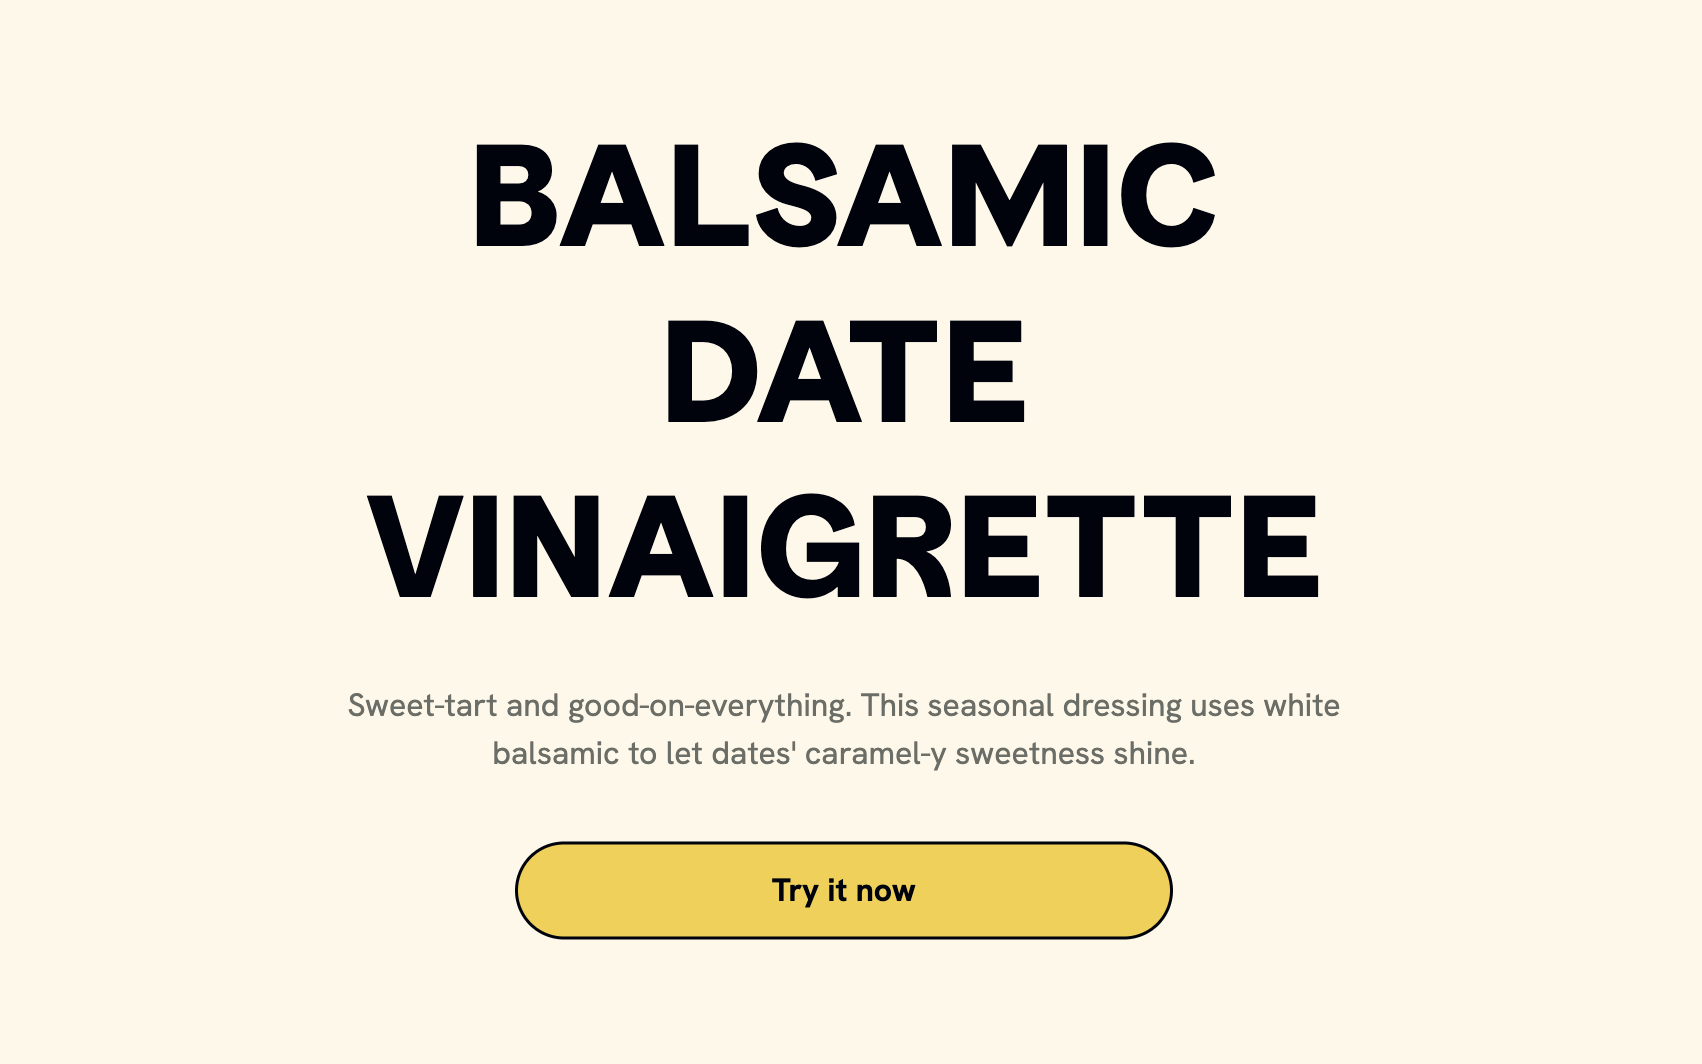 BALSAMIC
DATE
VINAIGRETTE
Sweet-tart and good-on-everything. This seasonal dressing uses white
balsamic to let dates' caramel-y sweetness shine.
Try it now